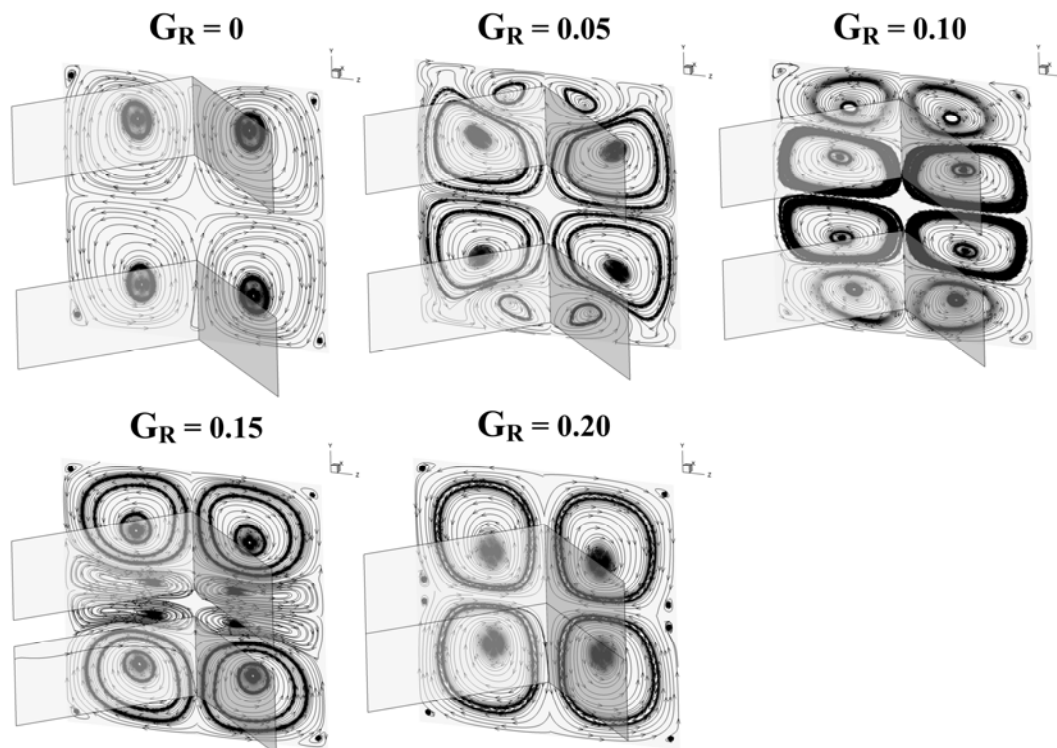 G_R = 0
G_R = 0.05
G_R = 0.10
Y
X
Z
Y
X
Z
Y
X
Z
G_R = 0.15
G_R = 0.20
Y
X
Z
Y
X
Z